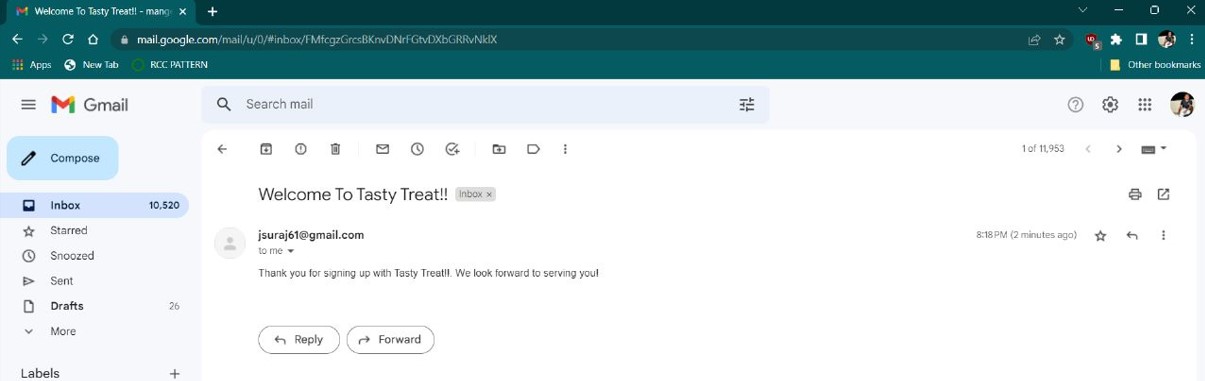 Welcome To Tasty Treat!! - mang
mail.google.com/mail/u/0/#inbox/FMfcgzGrcsBKnvDNrFGtvDXbGRRvNklX
5
Apps New Tab RCC PATTERN Other bookmarks
Gmail Search mail
Compose
1 of 11,953
Welcome To Tasty Treat!! Inbox x
Inbox 10,520
jsuraj61@gmail.com 8:18 PM (2 minutes ago)
Starred
to me
Snoozed
Thank you for signing up with Tasty Treat!!. We look forward to serving you!
Sent
Drafts 26
More
Reply Forward
Labels